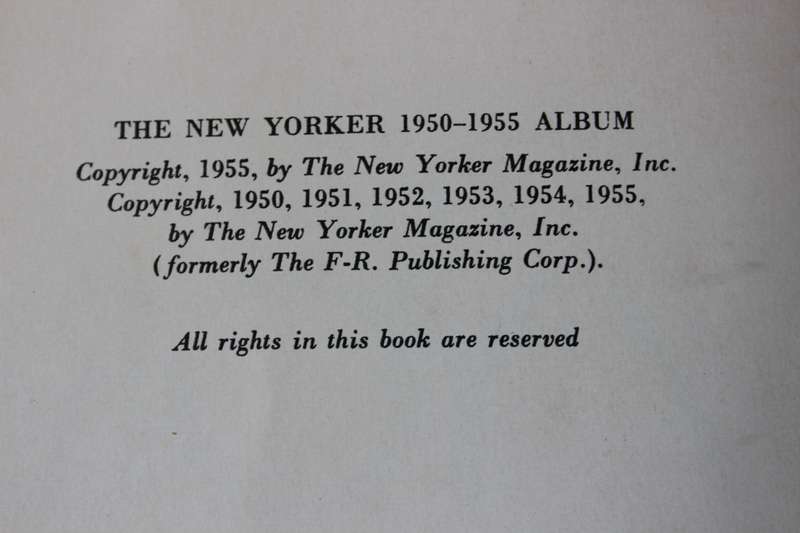 THE NEW YORKER 1950–1955 ALBUM
Copyright, 1955, by The New Yorker Magazine, Inc.
Copyright, 1950, 1951, 1952, 1953, 1954, 1955,
by The New Yorker Magazine, Inc.
(formerly The F-R. Publishing Corp.).
All rights in this book are reserved